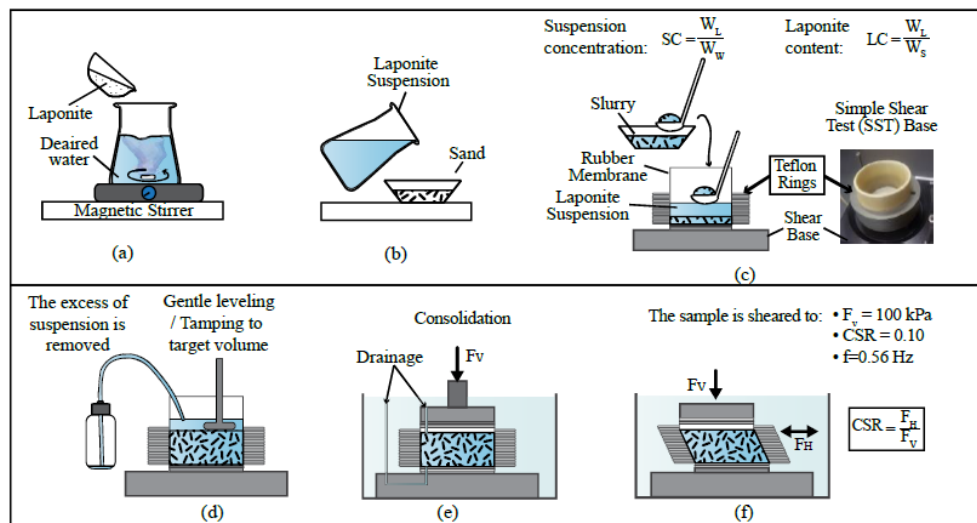 Laponite
Deaired
water
Magnetic Stirrer
(a)
Laponite
Suspension
Sand
(b)
Suspension
concentration: SC = W_L / W_W
Laponite
content: LC = W_L / W_S
Slurry
Rubber
Membrane
Laponite
Suspension
Simple Shear
Test (SST) Base
Teflon
Rings
Shear
Base
(c)
The excess of
suspension is
removed
Gentle leveling
/ Tamping to
target volume
(d)
Consolidation
Drainage
Fv
(e)
The sample is sheared to:
• F_v = 100 kPa
• CSR = 0.10
• f=0.56 Hz
Fv
FH
CSR = F_H / F_V
(f)